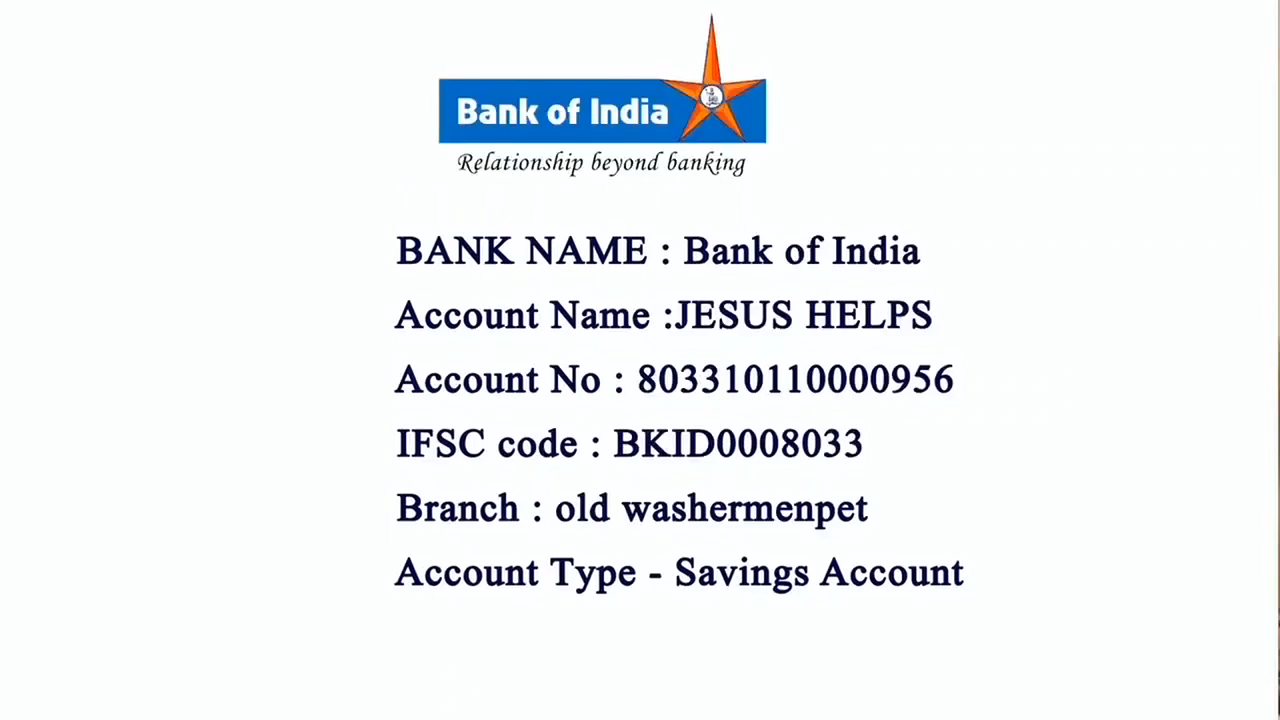 Bank of India
Relationship beyond banking
BANK NAME : Bank of India
Account Name :JESUS HELPS
Account No : 803310110000956
IFSC code : BKID0008033
Branch : old washermenpet
Account Type - Savings Account